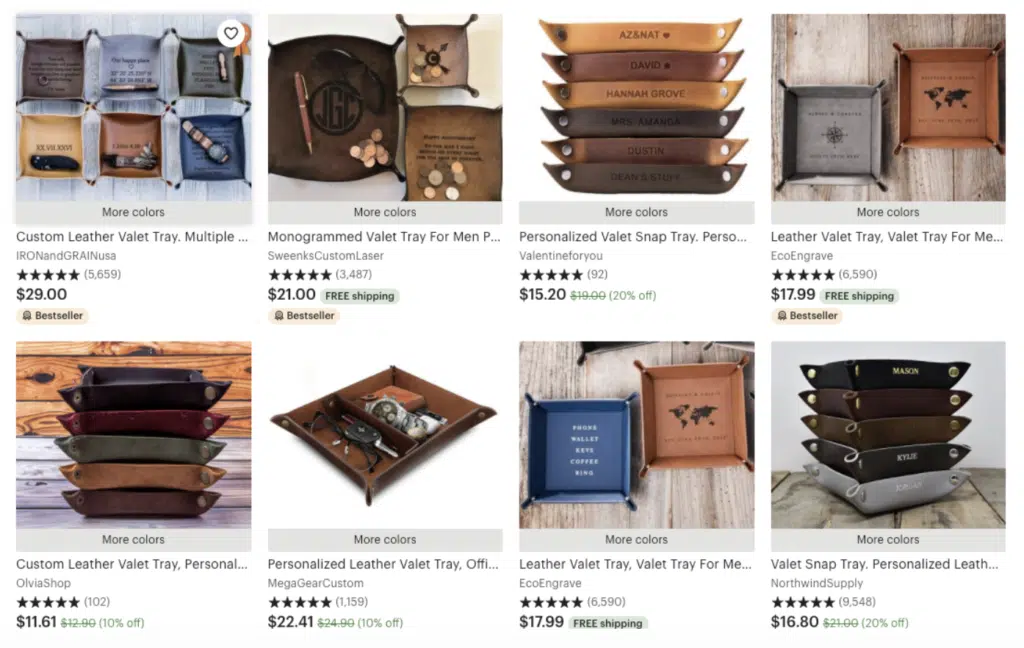 AZ&NAT
DAVID
HANNAH GROVE
MRS. AMANDA
DUSTIN
DEAN'S STUFF
JGC
C
Our happy place
XX.VII.XXVI
More colors
More colors
More colors
More colors
Custom Leather Valet Tray. Multiple ...
Monogrammed Valet Tray For Men P...
Personalized Valet Snap Tray. Perso...
Leather Valet Tray, Valet Tray For Me...
IRONandGRAINusa
SweenksCustomLaser
Valentineforyou
EcoEngrave
★★★★★ (5,659)
★★★★★ (3,487)
★★★★★ (92)
★★★★★ (6,590)
$29.00
$21.00 FREE shipping
$15.20 $19.00 (20% off)
$17.99 FREE shipping
Bestseller
Bestseller
Bestseller
PHONE
WALLET
KEYS
COFFEE
RING
MASON
KYLIE
More colors
More colors
More colors
More colors
Custom Leather Valet Tray, Personal...
Personalized Leather Valet Tray, Offi...
Leather Valet Tray, Valet Tray For Me...
Valet Snap Tray. Personalized Leath...
OlviaShop
MegaGearCustom
EcoEngrave
NorthwindSupply
★★★★★ (102)
★★★★★ (1,159)
★★★★★ (6,590)
★★★★★ (9,548)
$11.61 $12.90 (10% off)
$22.41 $24.90 (10% off)
$17.99 FREE shipping
$16.80 $21.00 (20% off)